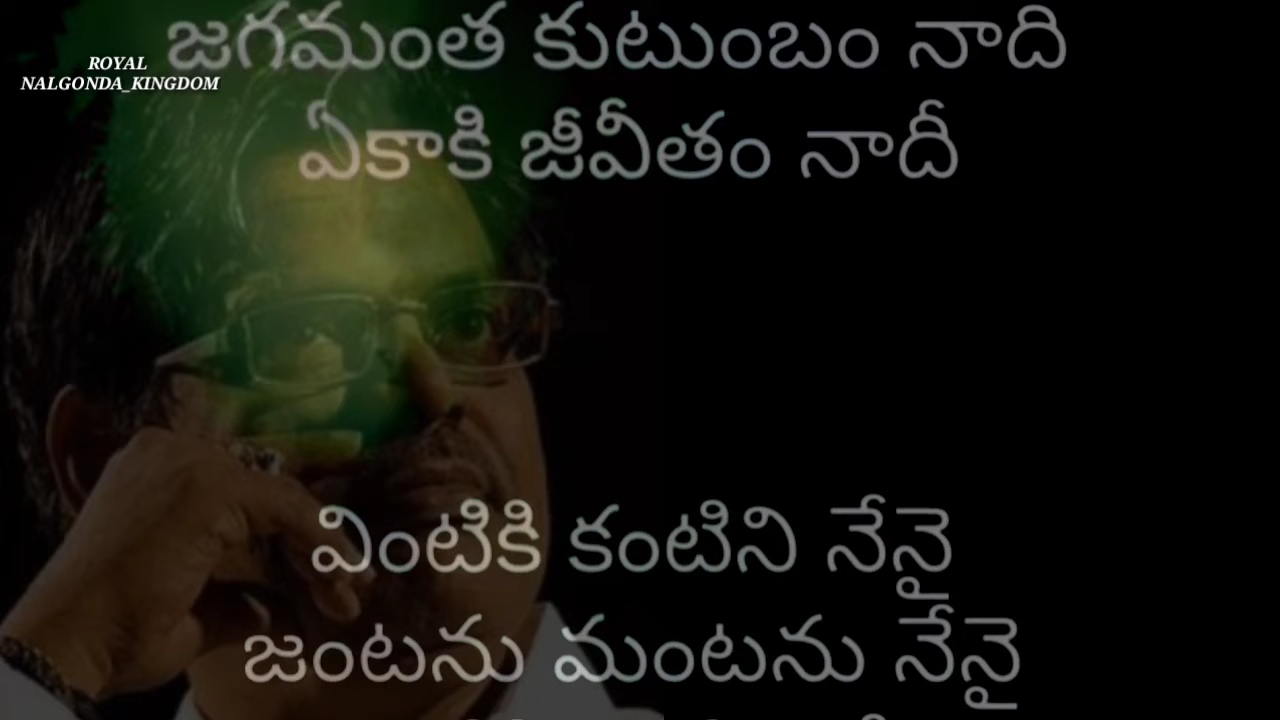 జగమంత కుటుంబం నాది
ROYAL
NALGONDA_KINGDOM
ఏకాకి జీవీతం నాదీ
వింటికి కంటిని నేనై
జంటను మంటను నేనై